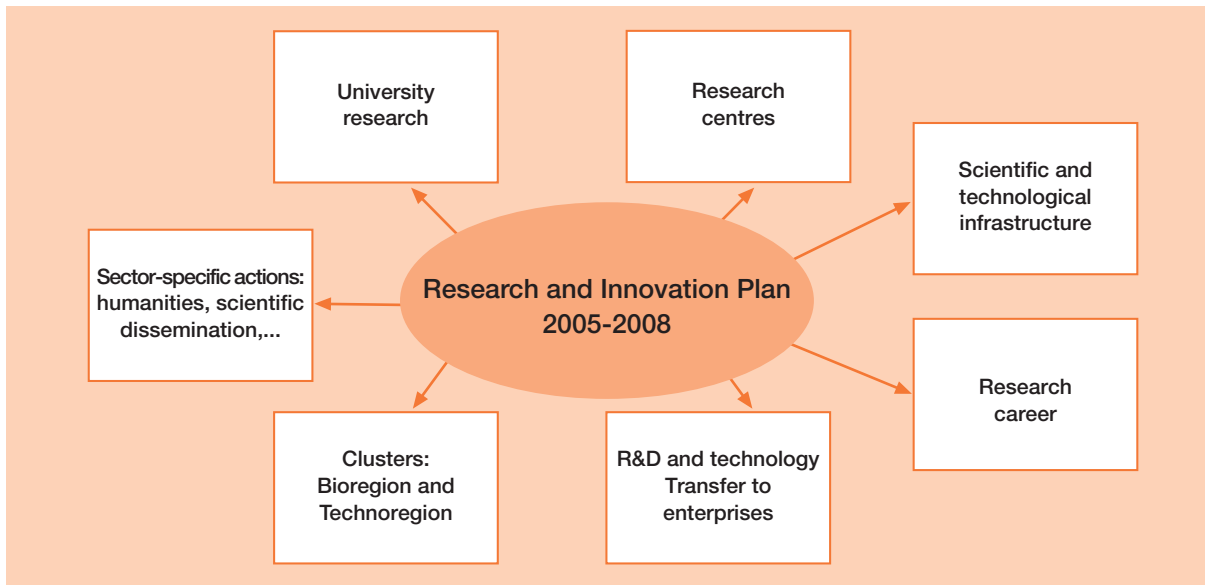 University
research
Research
centres
Scientific and
technological
infrastructure
Sector-specific actions:
humanities, scientific
dissemination,...
Research and Innovation Plan
2005-2008
Research
career
Clusters:
Bioregion and
Technoregion
R&D and technology
Transfer to
enterprises